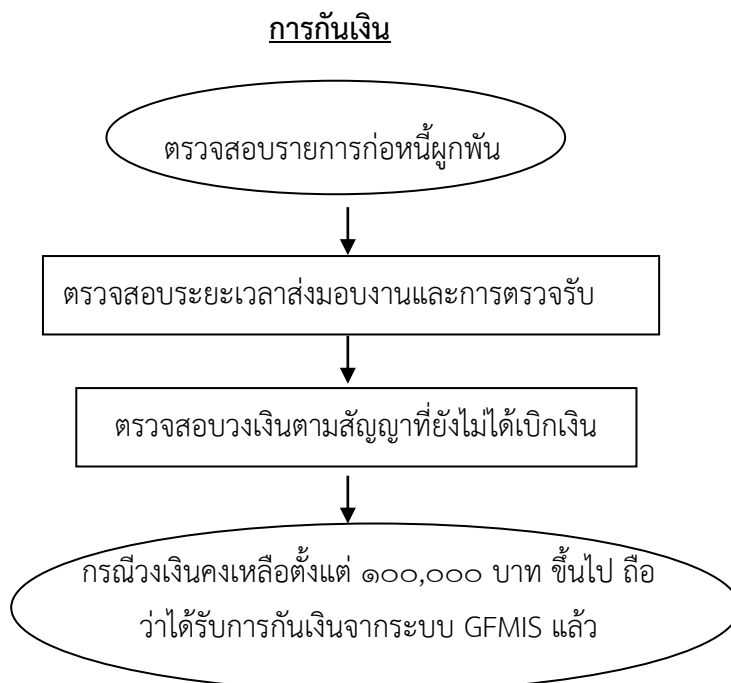 การกันเงิน
ตรวจสอบรายการก่อหนี้ผูกพัน
ตรวจสอบระยะเวลาส่งมอบงานและการตรวจรับ
ตรวจสอบวงเงินตามสัญญาที่ยังไม่ได้เบิกเงิน
กรณีวงเงินคงเหลือตั้งแต่ ๑๐๐,๐๐๐ บาท ขึ้นไป ถือ
ว่าได้รับการกันเงินจากระบบ GFMIS แล้ว